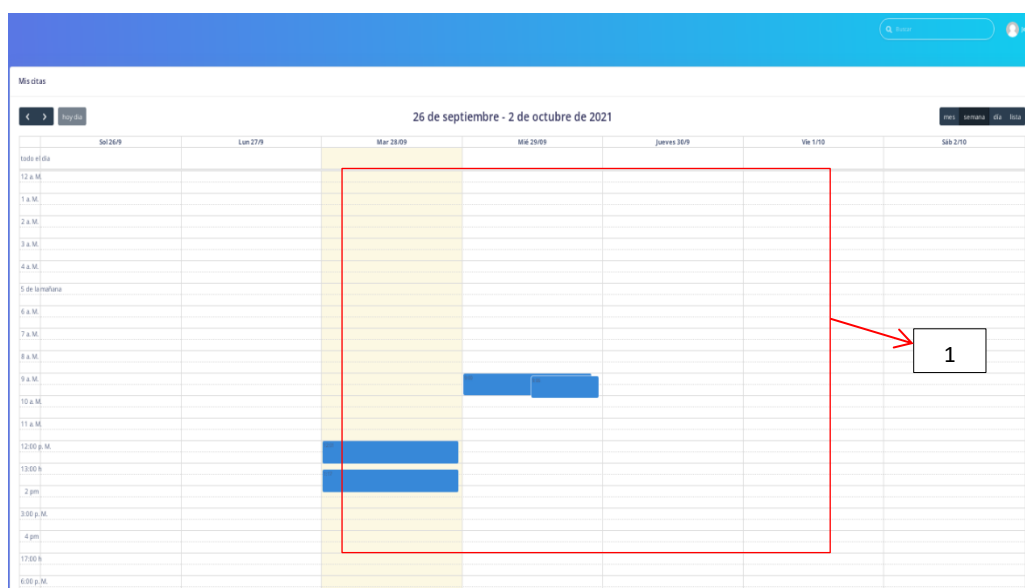 Buscar
Mis citas
hoy dia
26 de septiembre - 2 de octubre de 2021
mes semana día lista
Sol 26/9 Lun 27/9 Mar 28/09 Mié 29/09 Jueves 30/9 Vie 1/10 Sáb 2/10
todo el dia
12 a. M.
1 a. M.
2 a. M.
3 a. M.
4 a. M.
5 de la mañana
6 a. M.
7 a. M.
8 a. M.
1
9 a. M.
10 a. M.
11 a. M.
12:00 p. M.
13:00 h
2 pm
3:00 p. M.
4 pm
17:00 h
6:00 p. M.